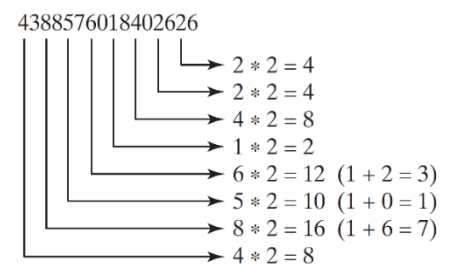 4388576018402626
2 * 2 = 4
2 * 2 = 4
4 * 2 = 8
1 * 2 = 2
6 * 2 = 12 (1 + 2 = 3)
5 * 2 = 10 (1 + 0 = 1)
8 * 2 = 16 (1 + 6 = 7)
4 * 2 = 8